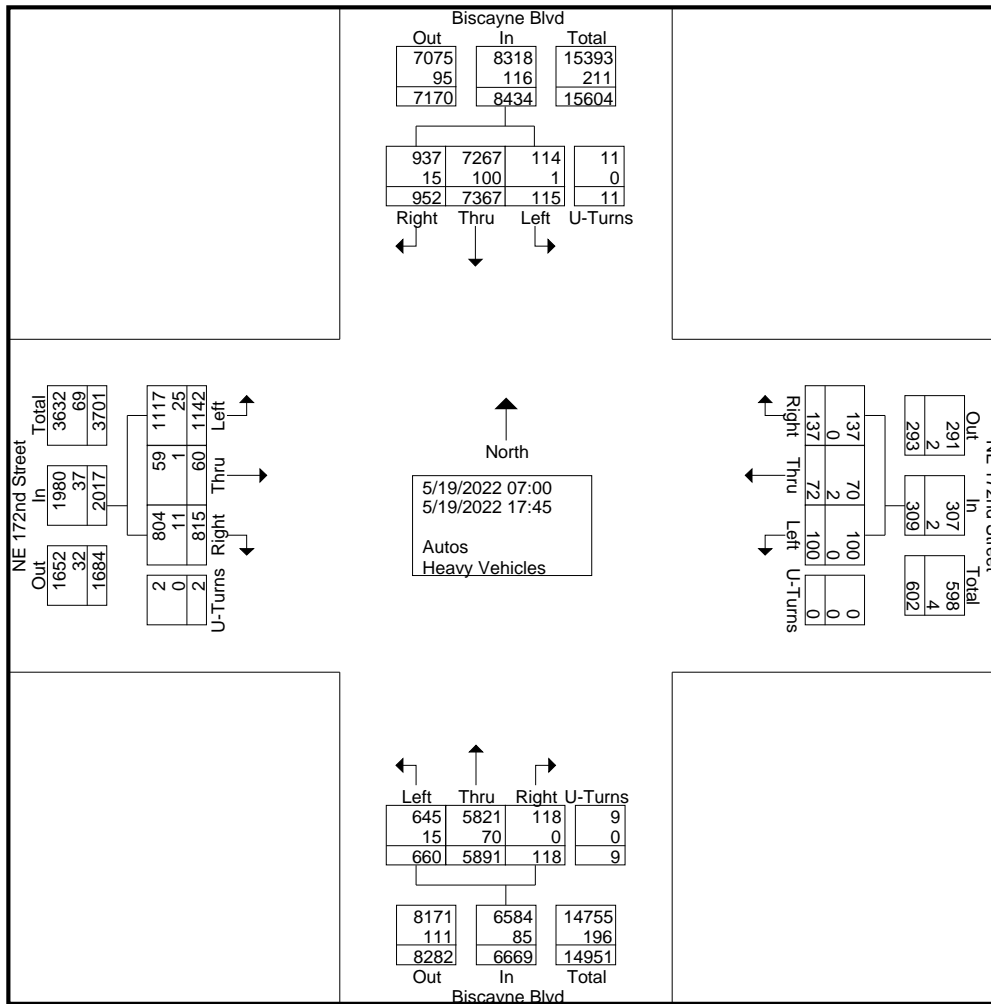 Biscayne Blvd
Out In Total
7075 8318 15393
95 116 211
7170 8434 15604
937 7267 114 11
15 100 1 0
952 7367 115 11
Right Thru Left U-Turns
NE 172nd Street
Total In Out
3632 1980 1652
69 37 32
3701 2017 1684
1117 59 804 2
25 1 11 0
1142 60 815 2
Left Thru Right U-Turns
North
5/19/2022 07:00
5/19/2022 17:45
Autos
Heavy Vehicles
Right Thru Left U-Turns
137 72 100 0
0 2 0 0
137 70 100 0
293 309 602
2 2 4
291 307 598
Out In Total
NE 172nd Street
Left Thru Right U-Turns
645 5821 118 9
15 70 0 0
660 5891 118 9
8171 6584 14755
111 85 196
8282 6669 14951
Out In Total
Biscayne Blvd